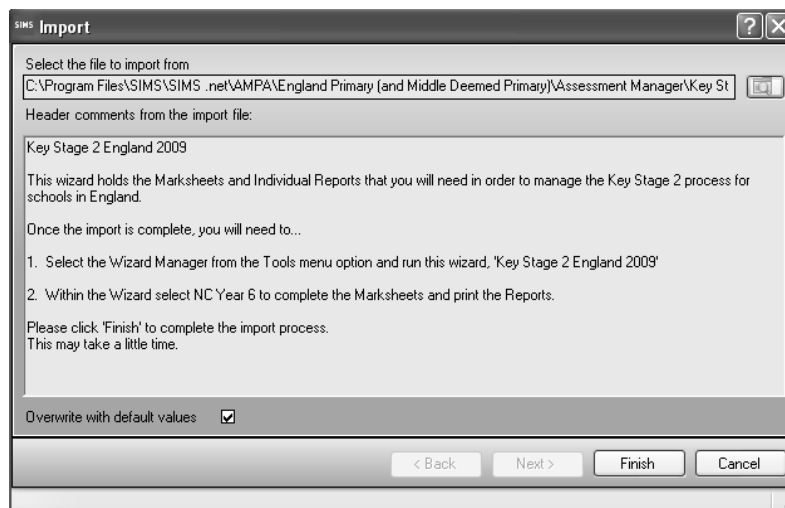 SIMS Import
Select the file to import from
C:\Program Files\SIMS\SIMS .net\AMPA\England Primary (and Middle Deemed Primary)\Assessment Manager\Key St
Header comments from the import file:
Key Stage 2 England 2009
This wizard holds the Marksheets and Individual Reports that you will need in order to manage the Key Stage 2 process for
schools in England.
Once the import is complete, you will need to...
1. Select the Wizard Manager from the Tools menu option and run this wizard, 'Key Stage 2 England 2009'
2. Within the Wizard select NC Year 6 to complete the Marksheets and print the Reports.
Please click 'Finish' to complete the import process.
This may take a little time.
Overwrite with default values
< Back Next > Finish Cancel